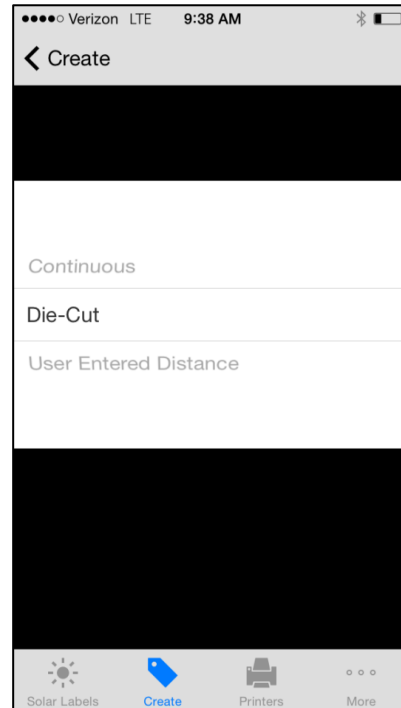 Verizon LTE 9:38 AM
Create
Continuous
Die-Cut
User Entered Distance
Solar Labels Create Printers More